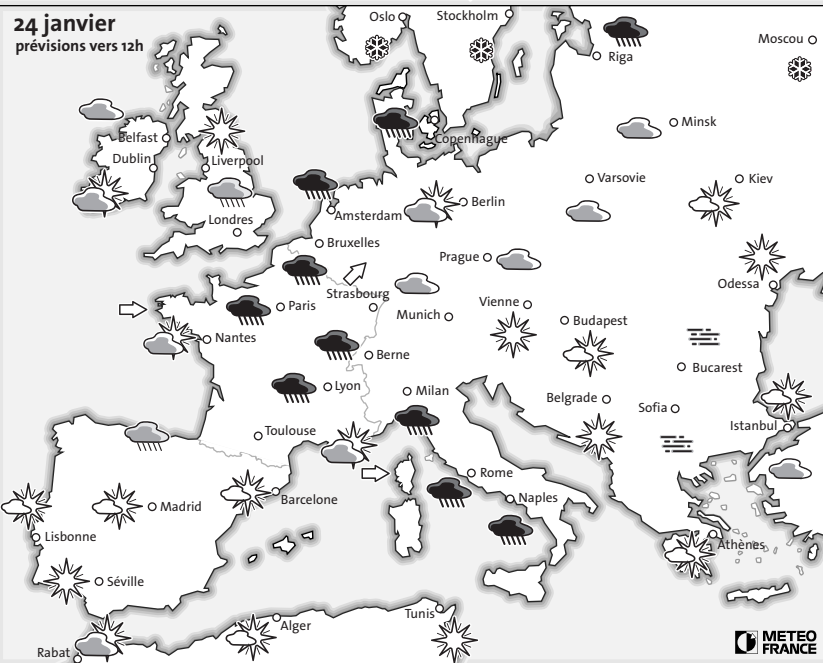 24 janvier
prévisions vers 12h
Oslo
Stockholm
Moscou
Riga
Minsk
Belfast
Copenhague
Dublin
Liverpool
Varsovie
Kiev
Amsterdam
Berlin
Londres
Bruxelles
Prague
Odessa
Strasbourg
Paris
Vienne
Munich
Budapest
Nantes
Berne
Bucarest
Lyon
Milan
Belgrade
Sofia
Istanbul
Toulouse
Rome
Madrid
Barcelone
Naples
Lisbonne
Athènes
Séville
Tunis
Alger
Rabat
METEO
FRANCE